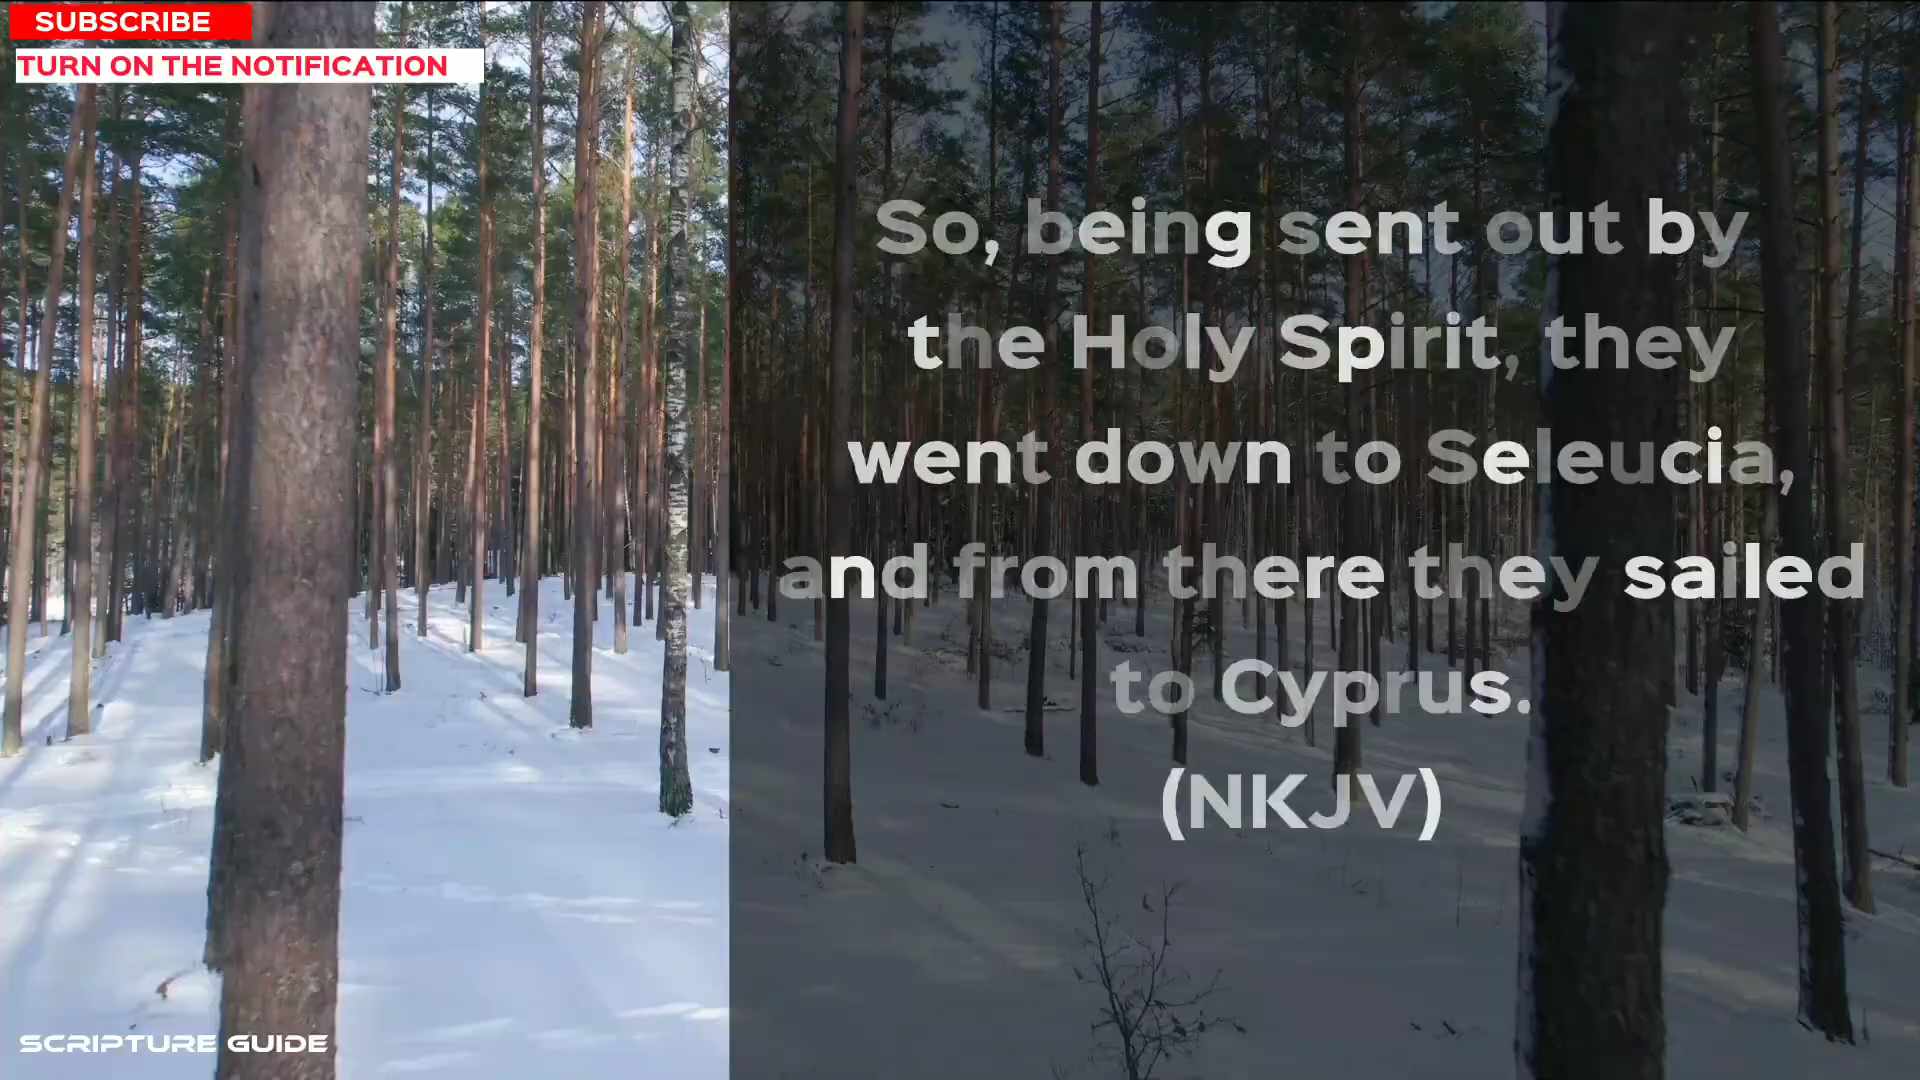 SUBSCRIBE
TURN ON THE NOTIFICATION
So, being sent out by
the Holy Spirit, they
went down to Seleucia,
and from there they sailed
to Cyprus.
(NKJV)
SCRIPTURE GUIDE